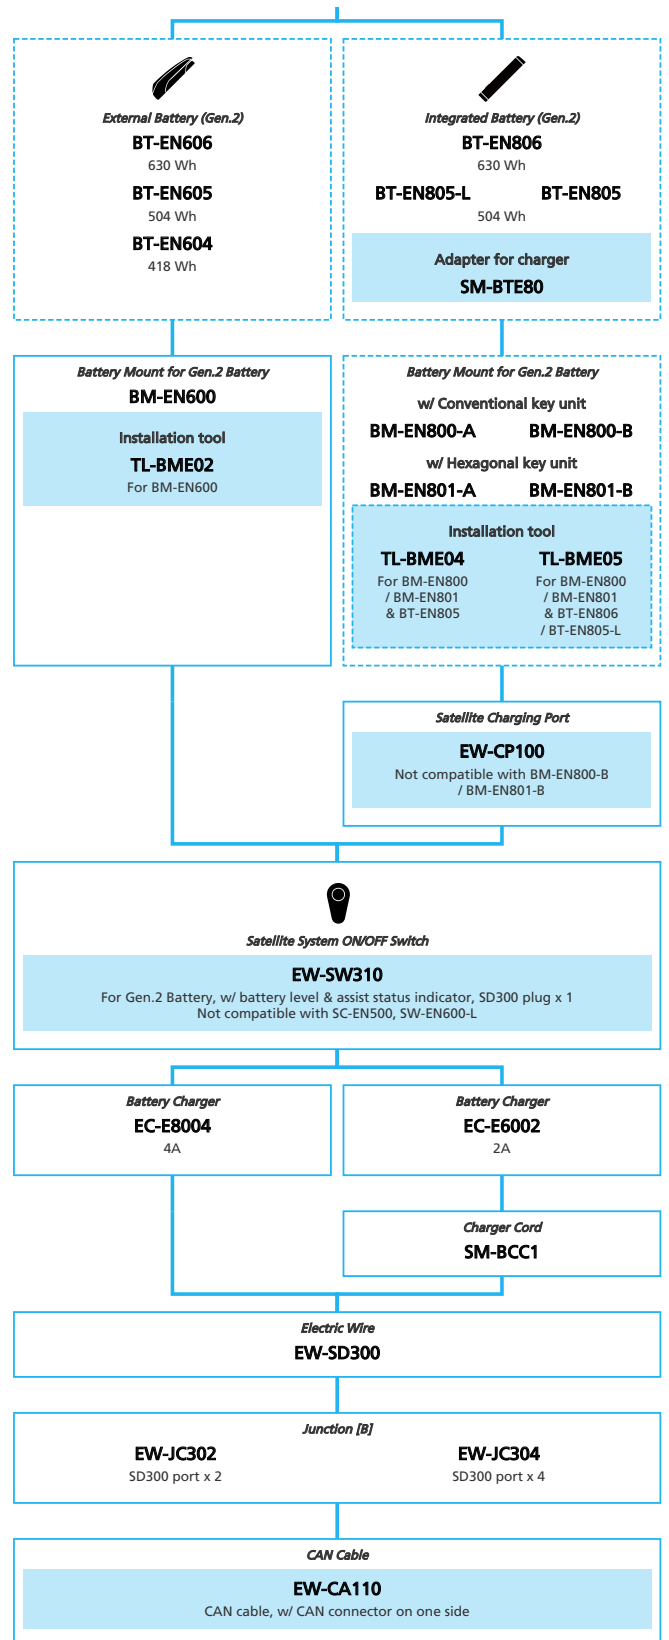 External Battery (Gen.2)
BT-EN606
630 Wh
BT-EN605
504 Wh
BT-EN604
418 Wh
Integrated Battery (Gen.2)
BT-EN806
630 Wh
BT-EN805-L BT-EN805
504 Wh
Adapter for charger
SM-BTE80
Battery Mount for Gen.2 Battery
BM-EN600
Installation tool
TL-BME02
For BM-EN600
Battery Mount for Gen.2 Battery
w/ Conventional key unit
BM-EN800-A BM-EN800-B
w/ Hexagonal key unit
BM-EN801-A BM-EN801-B
Installation tool
TL-BME04
For BM-EN800
/ BM-EN801
& BT-EN805
TL-BME05
For BM-EN800
/ BM-EN801
& BT-EN806
/ BT-EN805-L
Satellite Charging Port
EW-CP100
Not compatible with BM-EN800-B
/ BM-EN801-B
Satellite System ON/OFF Switch
EW-SW310
For Gen.2 Battery, w/ battery level & assist status indicator, SD300 plug x 1
Not compatible with SC-EN500, SW-EN600-L
Battery Charger
EC-E8004
4A
Battery Charger
EC-E6002
2A
Charger Cord
SM-BCC1
Electric Wire
EW-SD300
Junction [B]
EW-JC302
SD300 port x 2
EW-JC304
SD300 port x 4
CAN Cable
EW-CA110
CAN cable, w/ CAN connector on one side